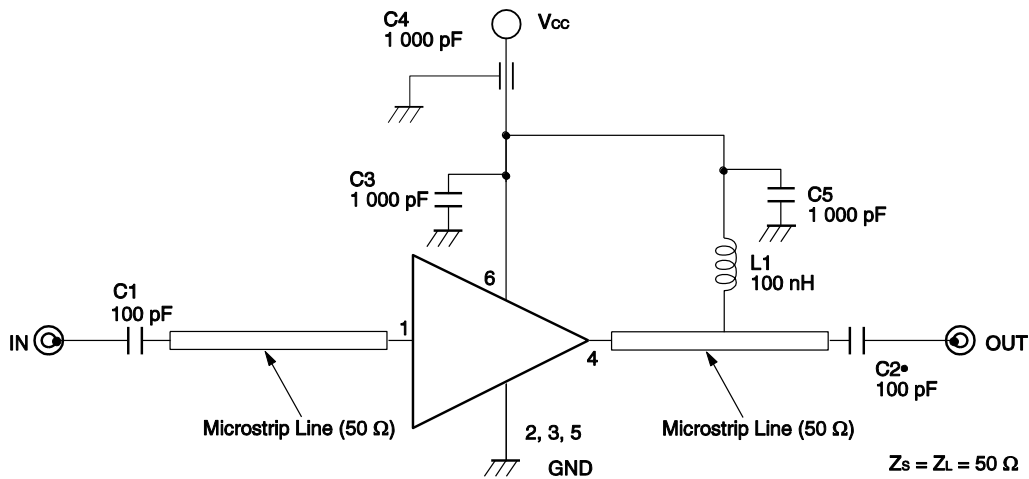 C4
1 000 pF
VCC
C3
1 000 pF
C5
1 000 pF
L1
100 nH
6
C1
100 pF
IN
1
4
OUT
C2•
100 pF
Microstrip Line (50 Ω)
2, 3, 5
GND
Microstrip Line (50 Ω)
ZS = ZL = 50 Ω